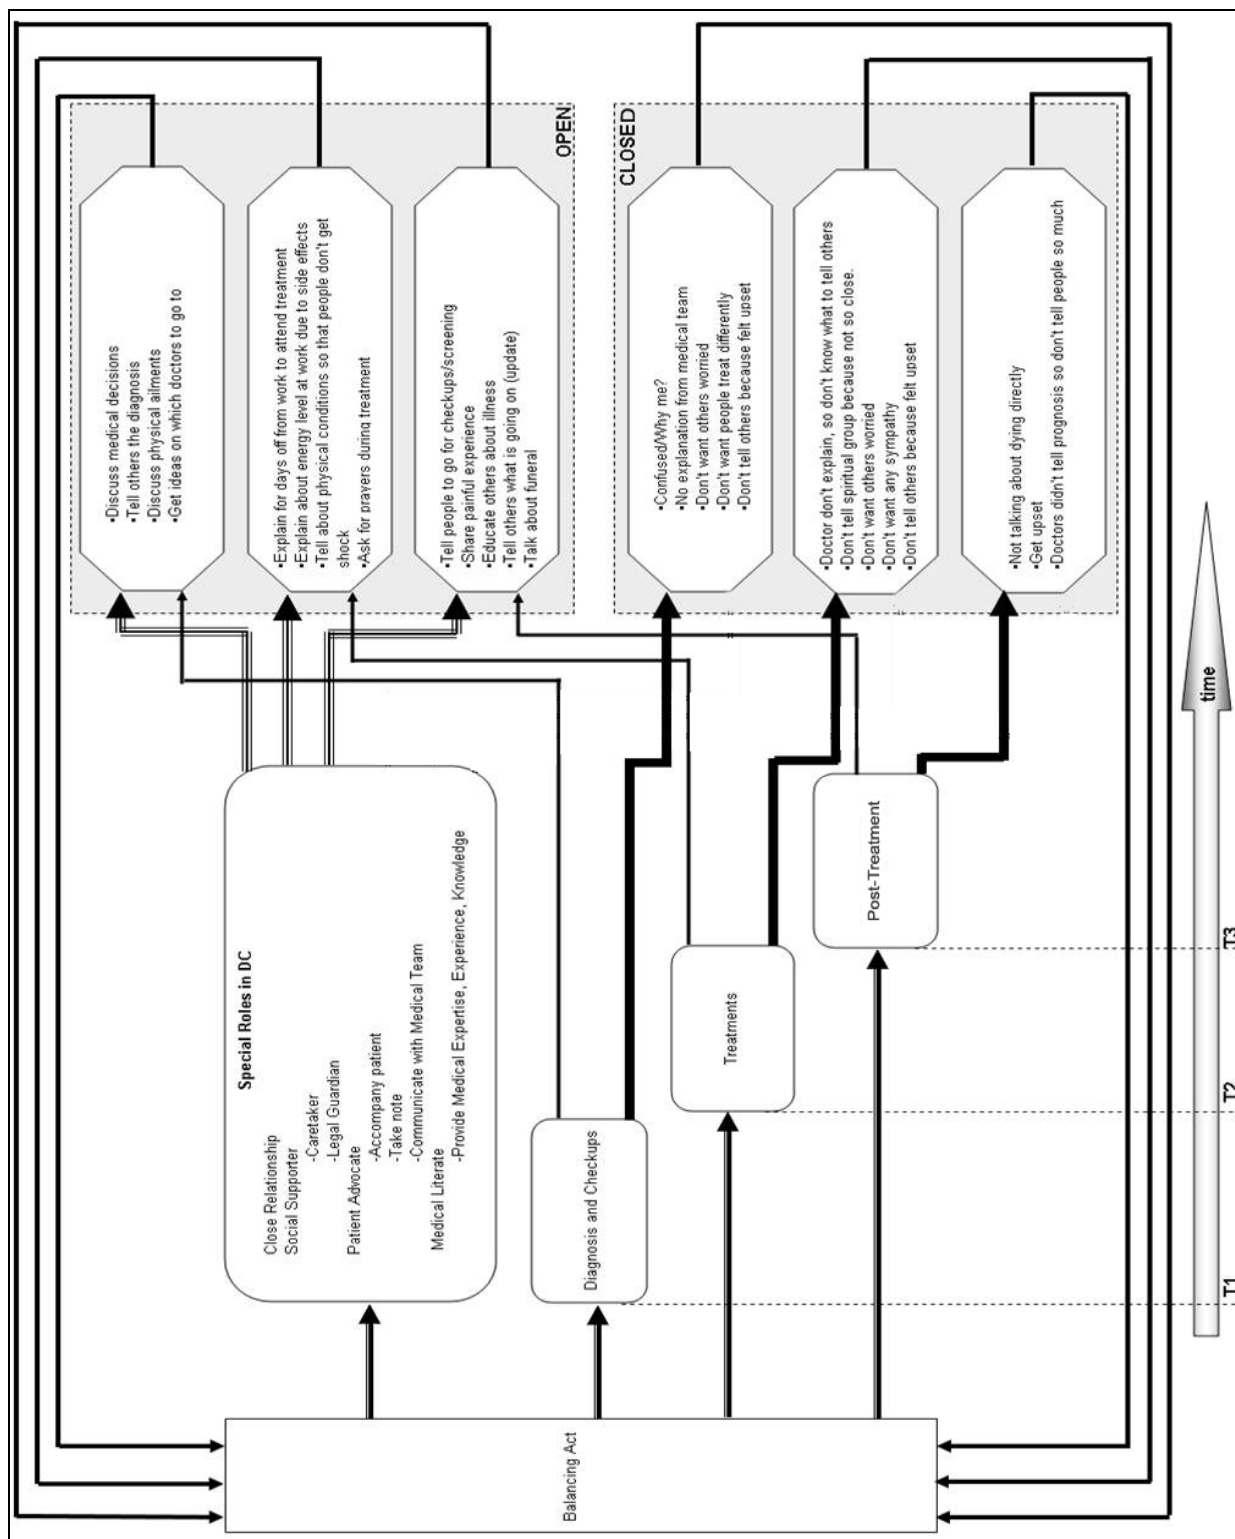 Balancing Act
Special Roles in DC
Close Relationship
Social Supporter
-Caretaker
-Legal Guardian
Patient Advocate
-Accompany patient
-Take note
-Communicate with Medical Team
Medical Literate
-Provide Medical Expertise, Experience, Knowledge
Diagnosis and Checkups
Treatments
Post-Treatment
OPEN
▪Discuss medical decisions
▪Tell others the diagnosis
▪Discuss physical ailments
▪Get ideas on which doctors to go to
▪Explain for days off from work to attend treatment
▪Explain about energy level at work due to side effects
▪Tell about physical conditions so that people don't get
shock
▪Ask for prayers during treatment
▪Tell people to go for checkups/screening
▪Share painful experience
▪Educate others about illness
▪Tell others what is going on (update)
▪Talk about funeral
CLOSED
▪Confused/Why me?
▪No explanation from medical team
▪Don't want others worried
▪Don't want people treat differently
▪Don't tell others because felt upset
▪Doctor don't explain, so don't know what to tell others
▪Don't tell spiritual group because not so close.
▪Don't want others worried
▪Don't want any sympathy
▪Don't tell others because felt upset
▪Not talking about dying directly
▪Get upset
▪Doctors didn't tell prognosis so don't tell people so much
T1
T2
T3
time